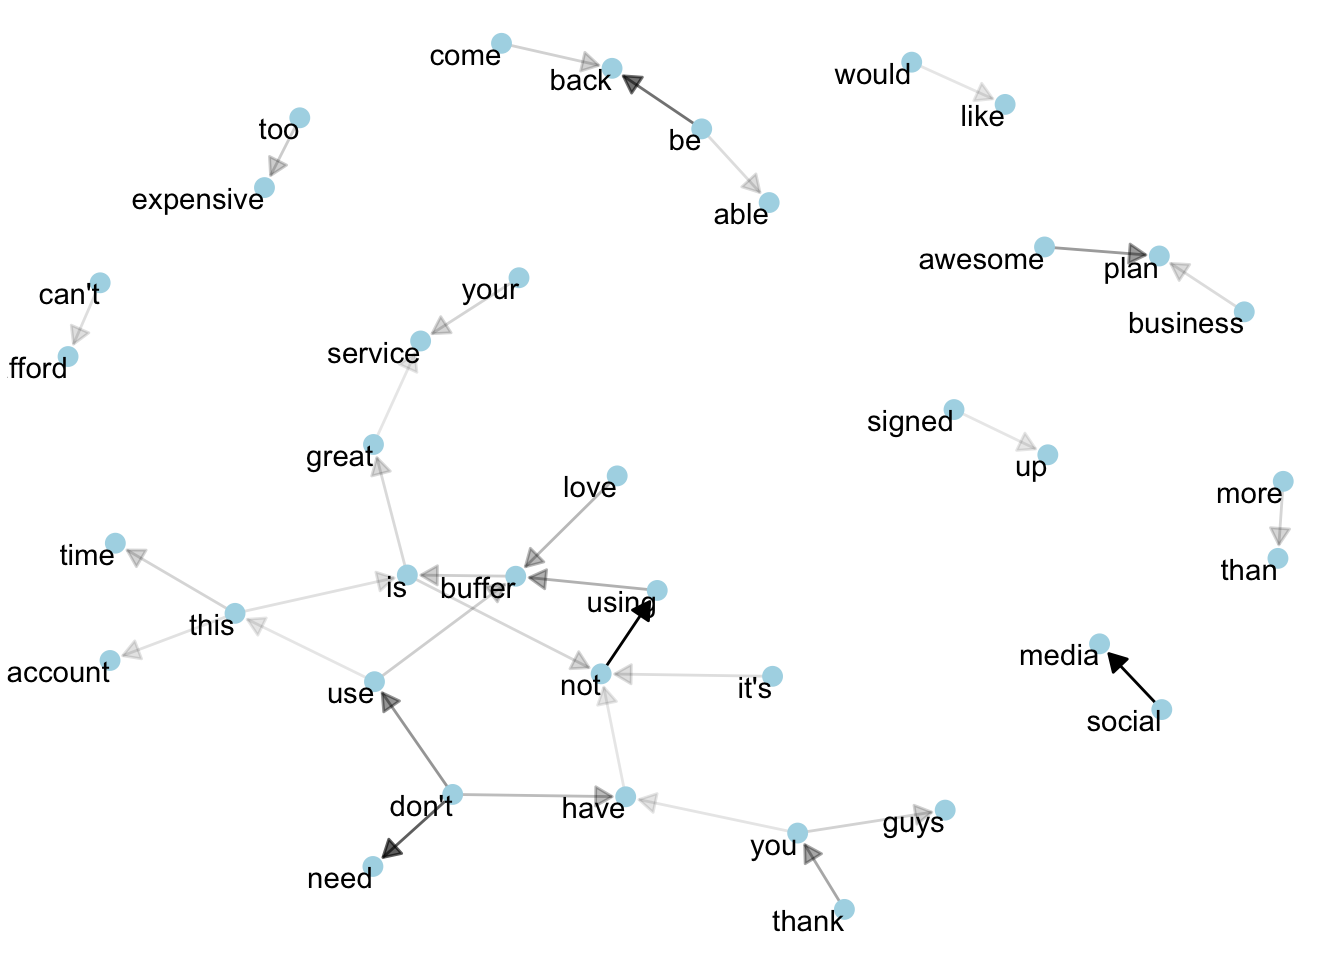 come
back
would
like
too
be
expensive
able
awesome
plan
can't
your
business
service
fford
signed
great
up
love
more
time
is
buffer
using
than
this
account
use
not
it's
media
social
don't
have
guys
you
need
thank